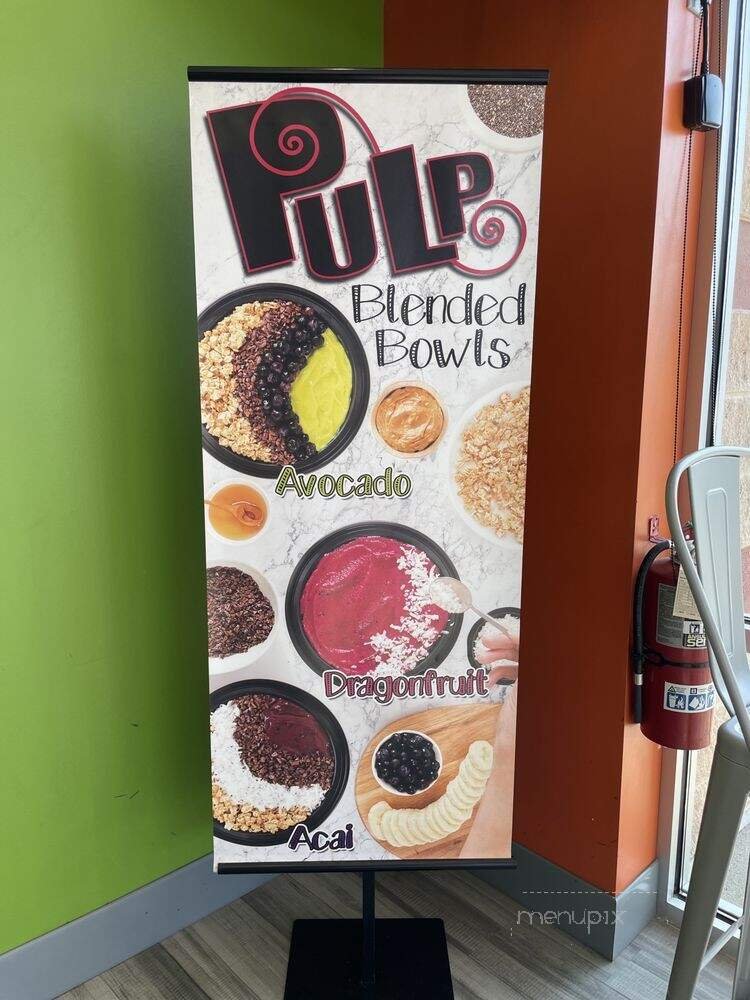 Pulp
Blended
Bowls
Avocado
Dragonfruit
Acai
menupix